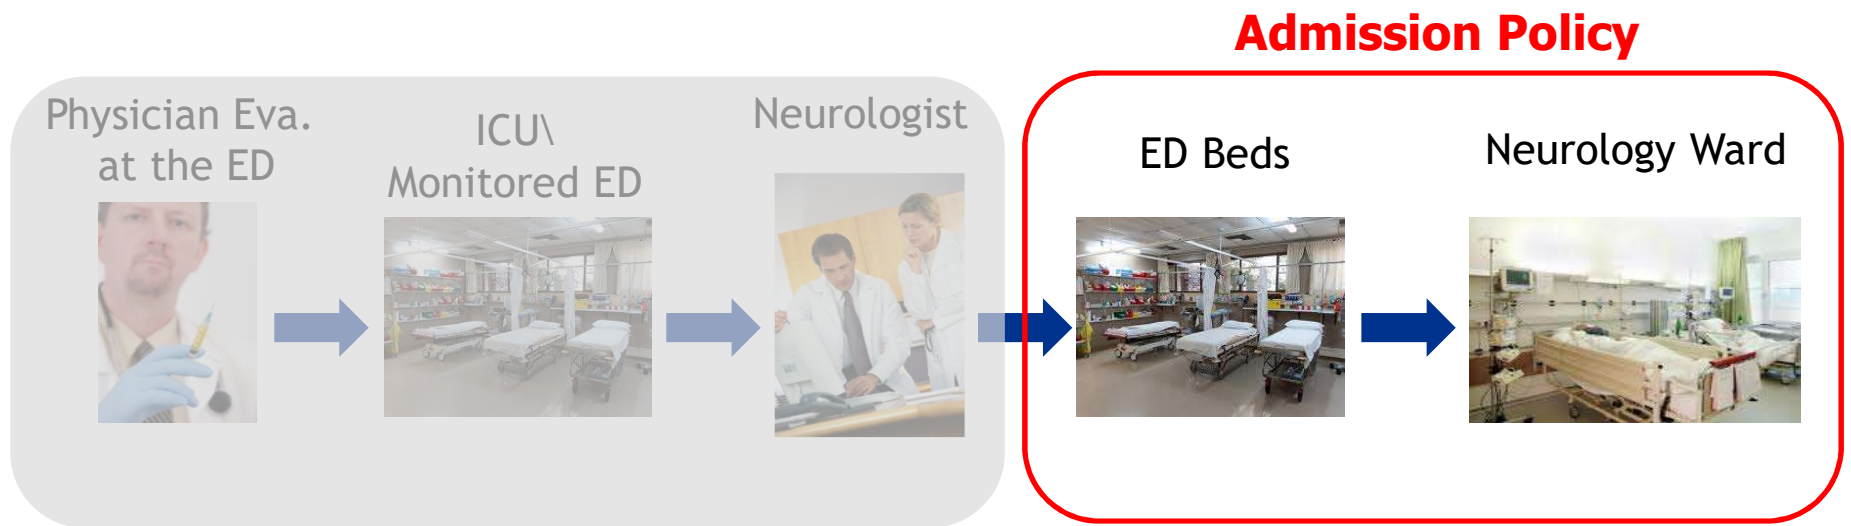 Admission Policy
Physician Eva.
at the ED
ICU\
Monitored ED
Neurologist
ED Beds
Neurology Ward